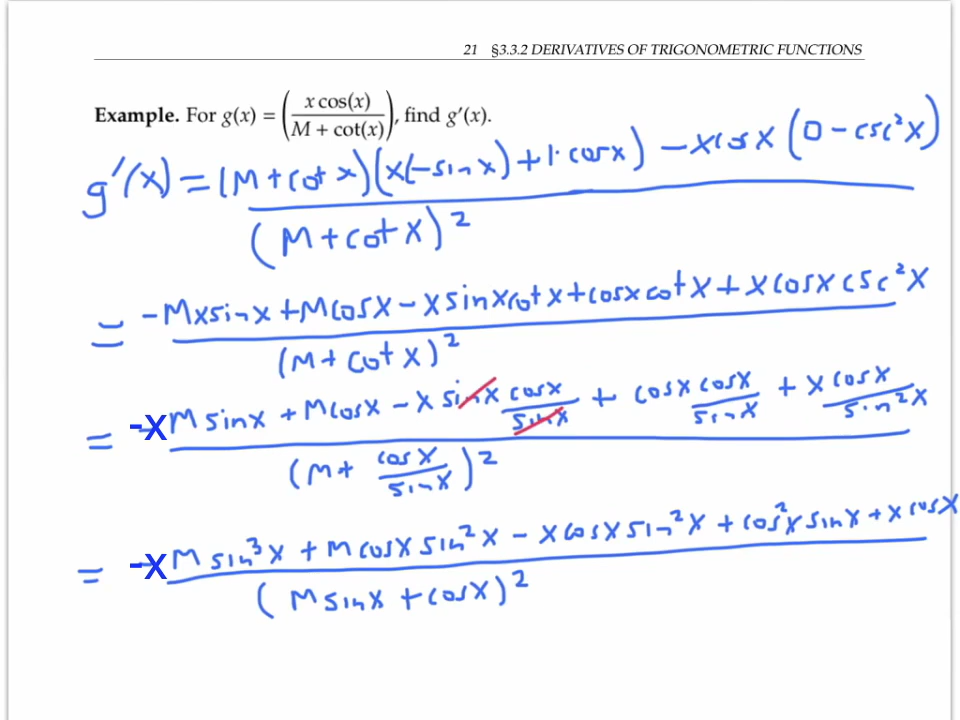 21 §3.3.2 DERIVATIVES OF TRIGONOMETRIC FUNCTIONS
Example. For g(x) = (x cos(x) / M + cot(x)), find g′(x).
g'(x) = (M + cot x)(x(-sin x) + 1·cos x) - x cos x (0 - csc²x)
(M + cot x)²
= -Mx sin x + M cos x - x sin x cot x + cos x cot x + x cos x csc²x
(M + cot x)²
= -x M sin x + M cos x - x sin x cos x / sin x + cos x cos x / sin x + x cos x / sin²x
(M + cos x / sin x)²
= -x M sin³x + M cos x sin²x - x cos x sin²x + cos²x sin x + x cos x
(M sin x + cos x)²